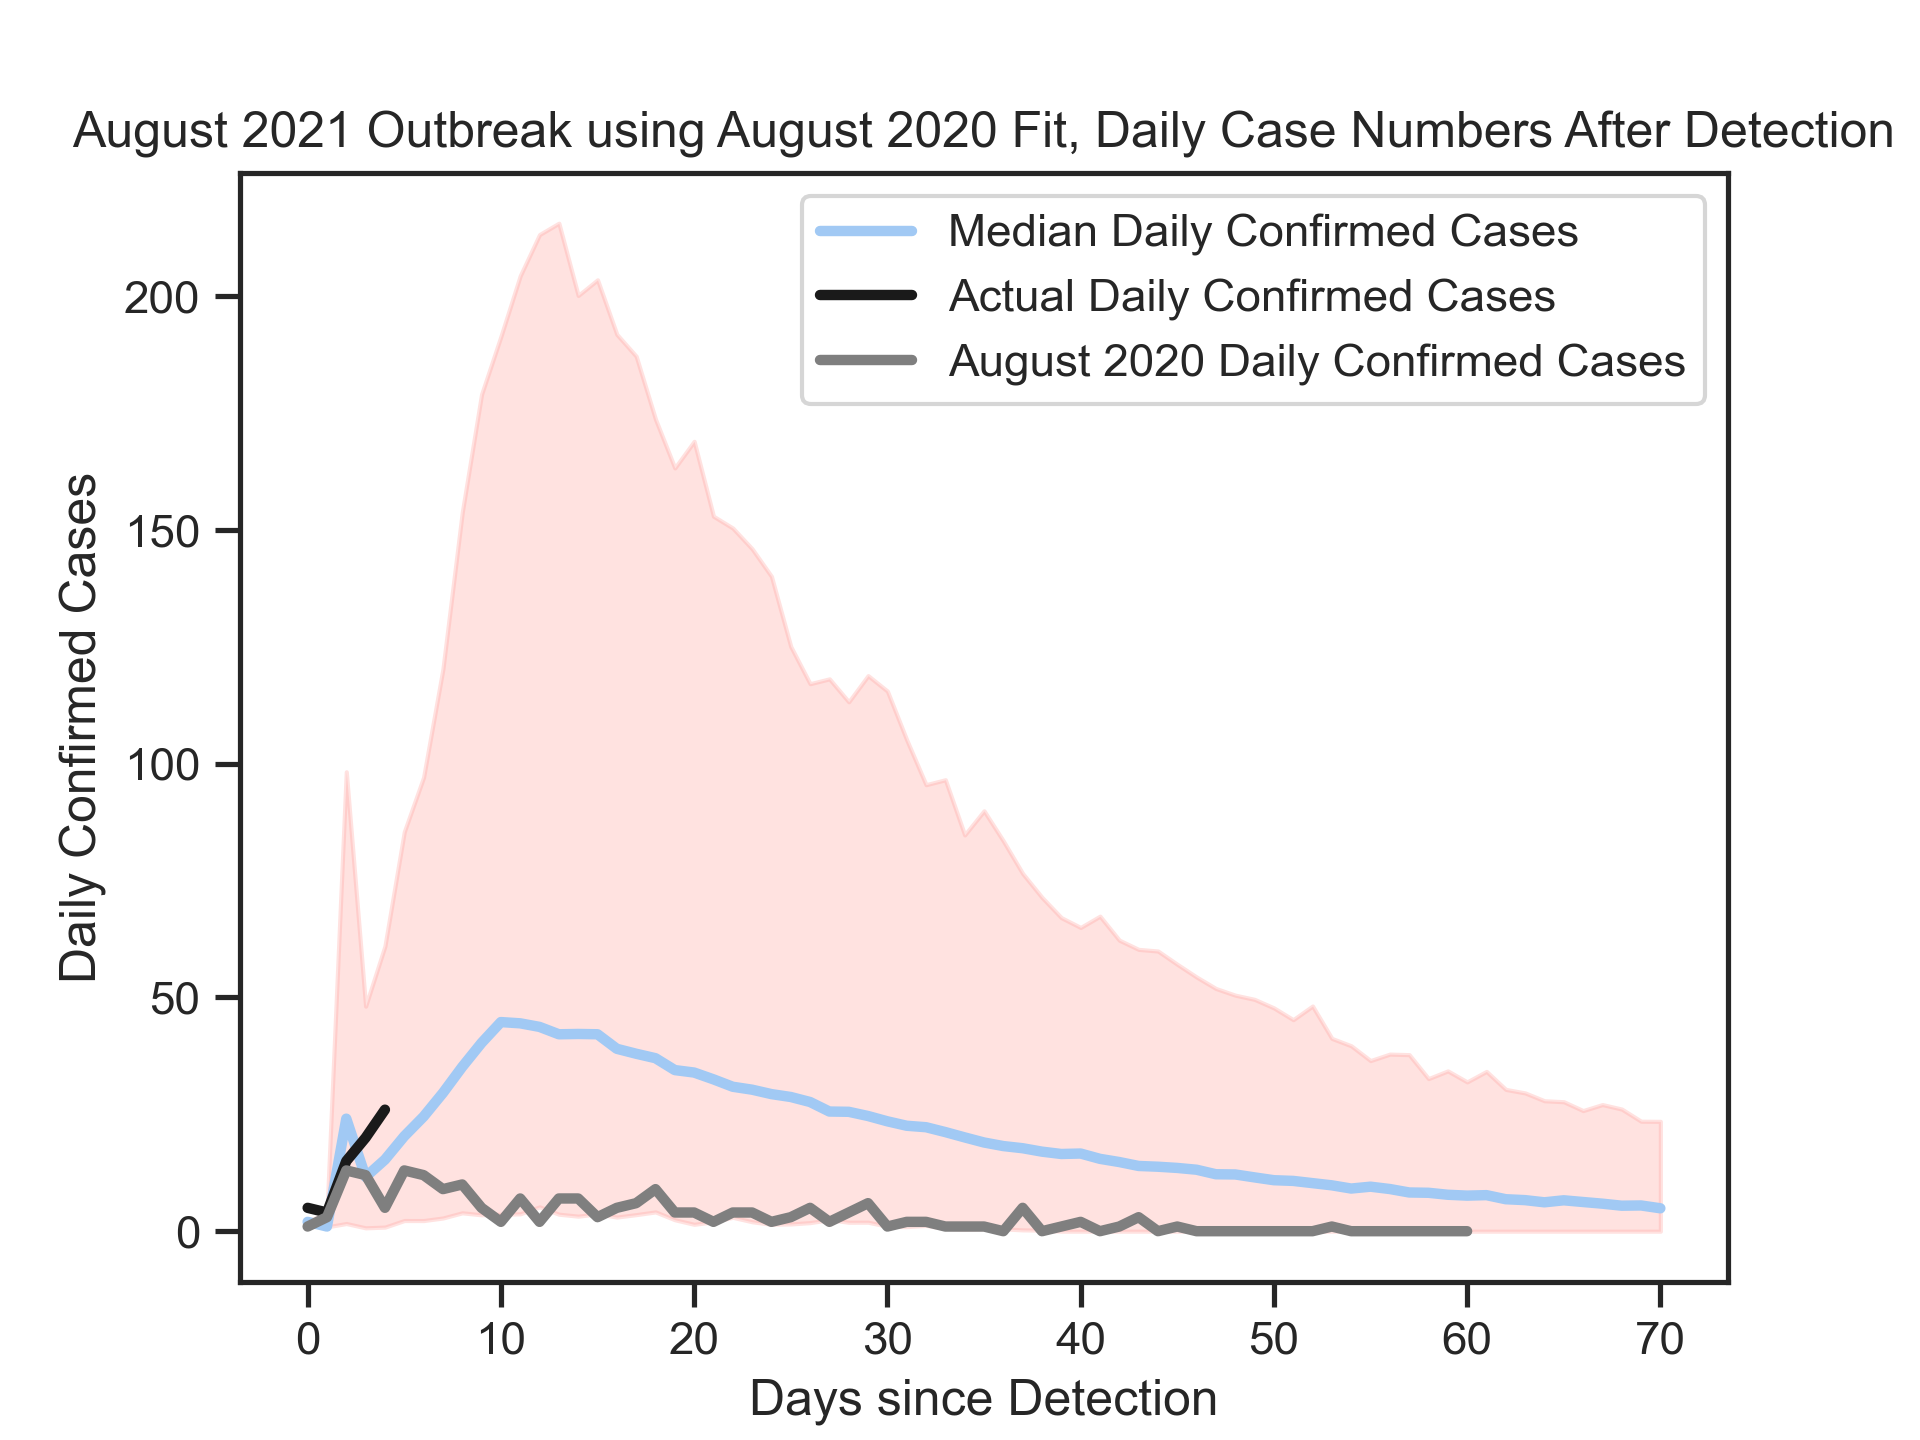 August 2021 Outbreak using August 2020 Fit, Daily Case Numbers After Detection
Median Daily Confirmed Cases
Actual Daily Confirmed Cases
August 2020 Daily Confirmed Cases
Daily Confirmed Cases
200
150
100
50
0
0 10 20 30 40 50 60 70
Days since Detection